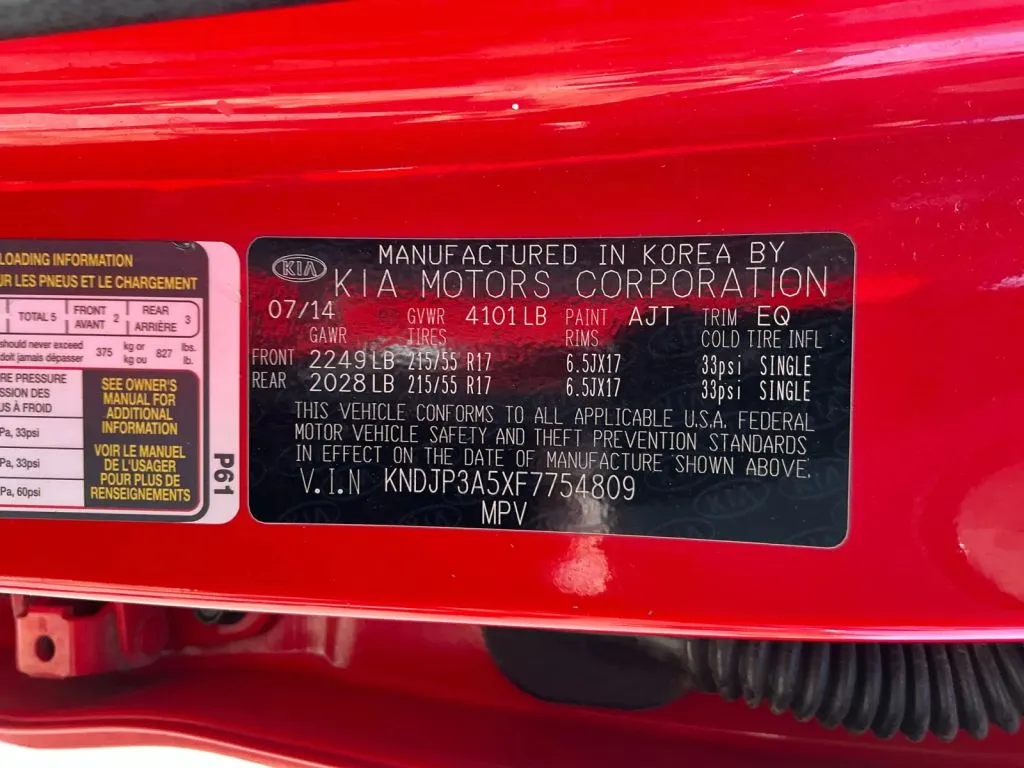 LOADING INFORMATION
UR LES PNEUS ET LE CHARGEMENT
TOTAL 5 FRONT AVANT 2 REAR ARRIÈRE 3
should never exceed 375 kg or 827 lbs.
doit jamais dépasser kg ou lb.
RE PRESSURE
SSION DES
US À FROID
Pa, 33psi
Pa, 33psi
Pa, 60psi
SEE OWNER'S
MANUAL FOR
ADDITIONAL
INFORMATION
VOIR LE MANUEL
DE L'USAGER
POUR PLUS DE
RENSEIGNEMENTS
P61
KIA
MANUFACTURED IN KOREA BY
KIA MOTORS CORPORATION
07/14 GVWR 4101LB PAINT AJT TRIM EQ
GAWR TIRES RIMS COLD TIRE INFL
FRONT 2249LB 215/55 R17 6.5JX17 33psi SINGLE
REAR 2028LB 215/55 R17 6.5JX17 33psi SINGLE
THIS VEHICLE CONFORMS TO ALL APPLICABLE U.S.A. FEDERAL
MOTOR VEHICLE SAFETY AND THEFT PREVENTION STANDARDS
IN EFFECT ON THE DATE OF MANUFACTURE SHOWN ABOVE.
V.I.N KNDJP3A5XF7754809
MPV